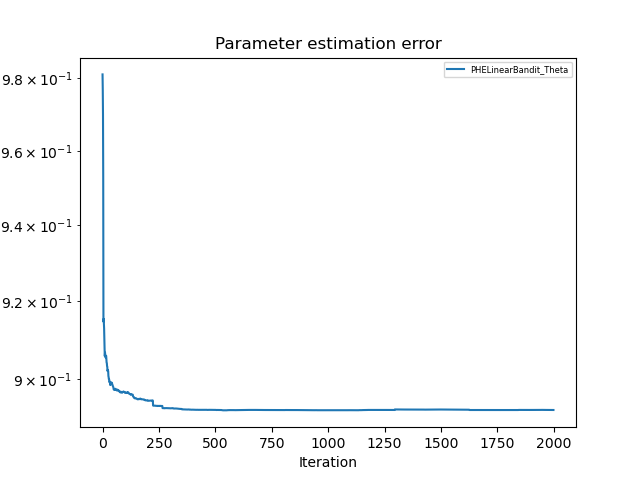 Parameter estimation error
PHELinearBandit_Theta
9.8 × 10⁻¹
9.6 × 10⁻¹
9.4 × 10⁻¹
9.2 × 10⁻¹
9 × 10⁻¹
0 250 500 750 1000 1250 1500 1750 2000
Iteration